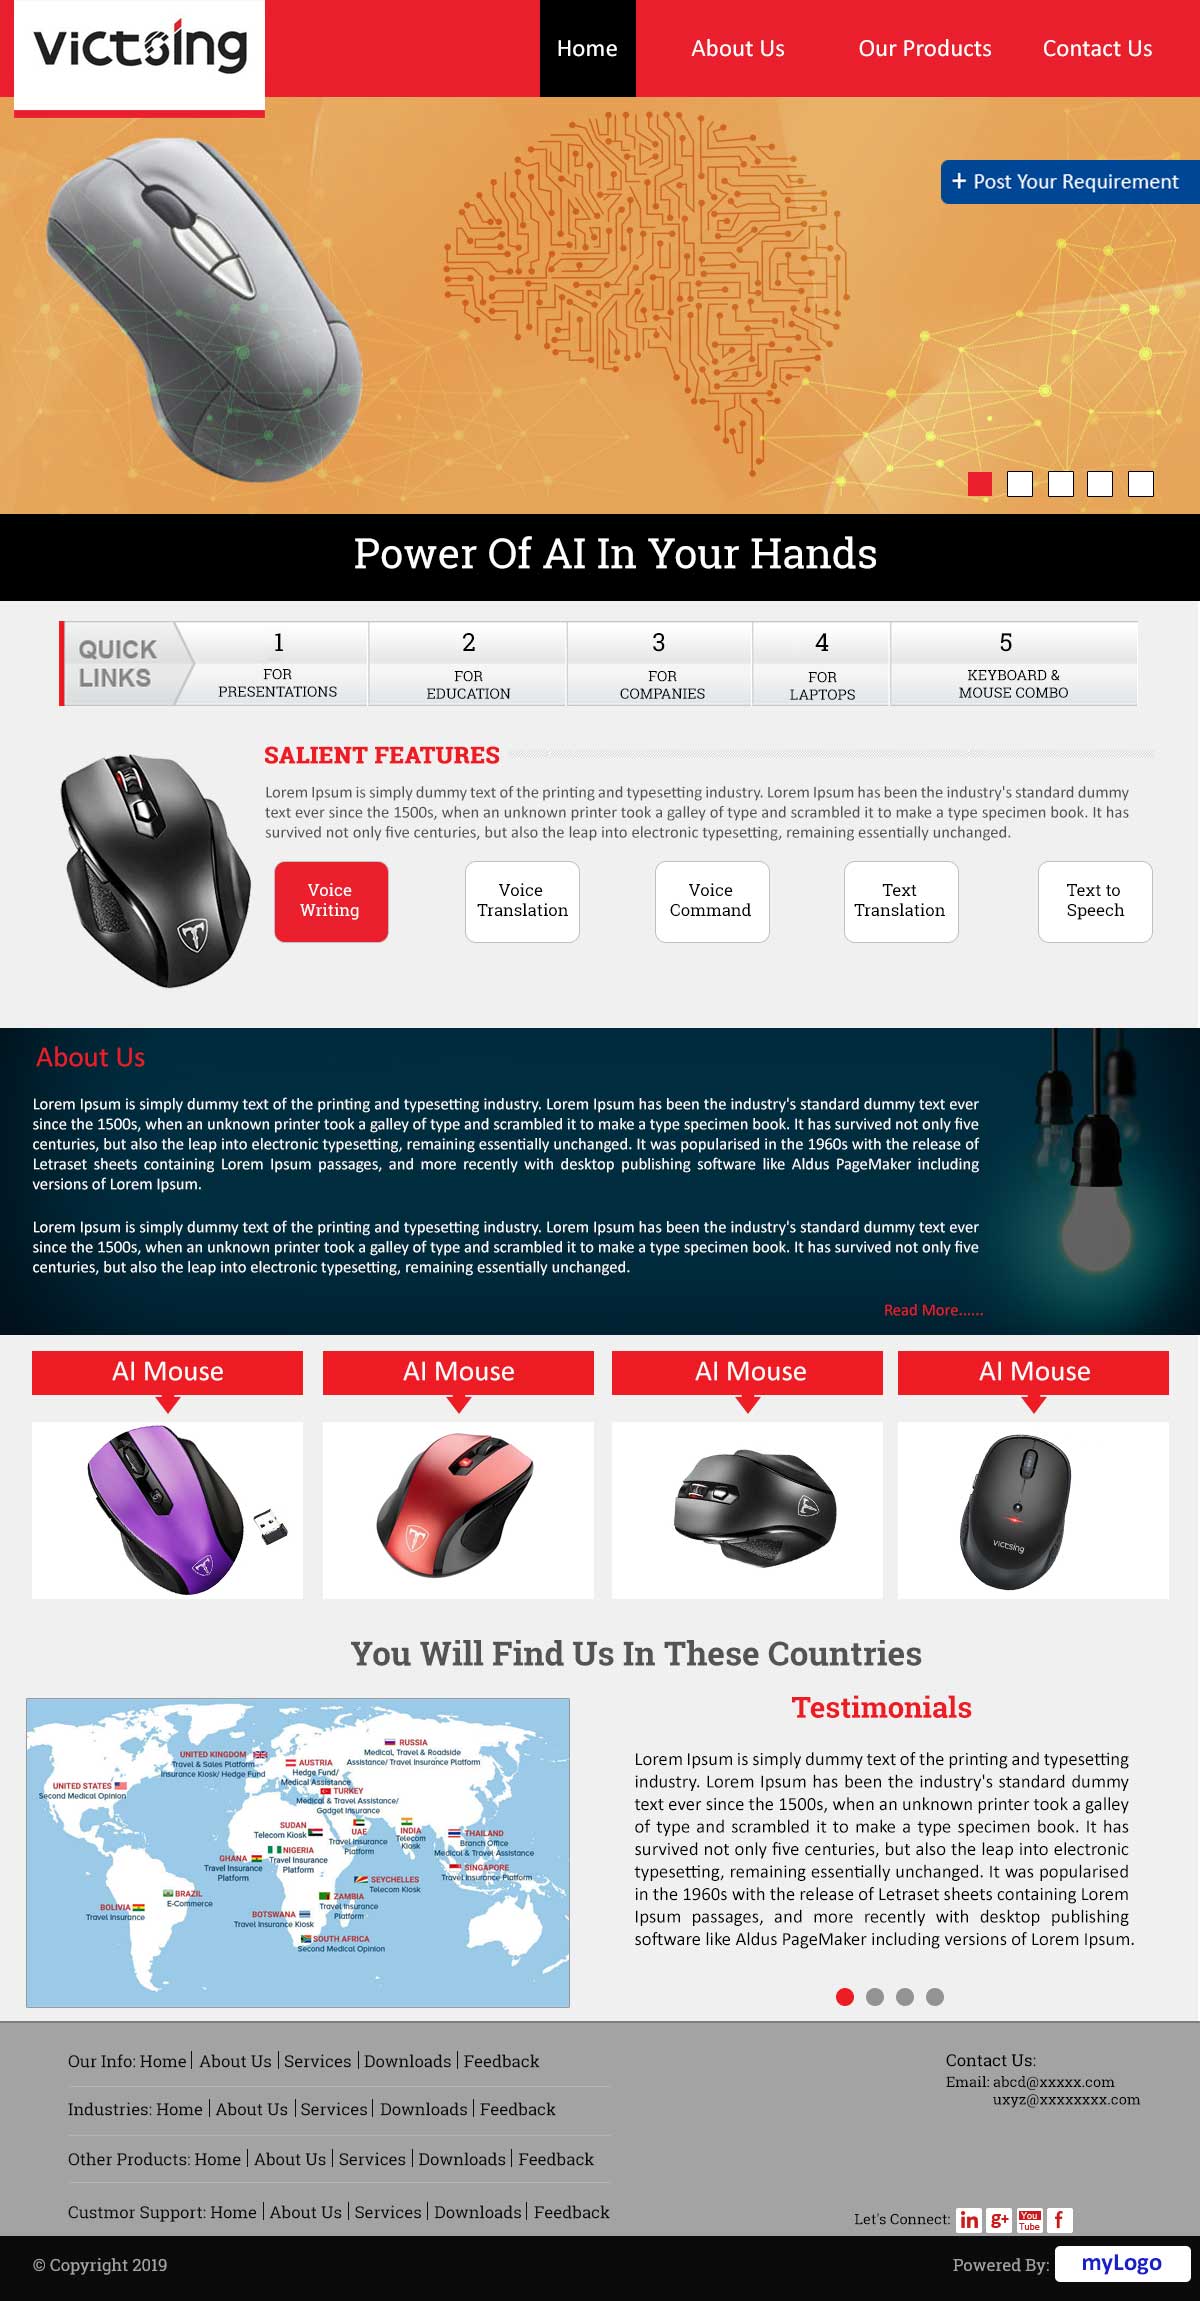 victsing
Home
About Us
Our Products
Contact Us
+ Post Your Requirement
Power Of AI In Your Hands
QUICK
LINKS
1
FOR
PRESENTATIONS
2
FOR
EDUCATION
3
FOR
COMPANIES
4
FOR
LAPTOPS
5
KEYBOARD &
MOUSE COMBO
SALIENT FEATURES
Lorem Ipsum is simply dummy text of the printing and typesetting industry. Lorem Ipsum has been the industry's standard dummy
text ever since the 1500s, when an unknown printer took a galley of type and scrambled it to make a type specimen book. It has
survived not only five centuries, but also the leap into electronic typesetting, remaining essentially unchanged.
Voice
Writing
Voice
Translation
Voice
Command
Text
Translation
Text to
Speech
About Us
Lorem Ipsum is simply dummy text of the printing and typesetting industry. Lorem Ipsum has been the industry's standard dummy text ever
since the 1500s, when an unknown printer took a galley of type and scrambled it to make a type specimen book. It has survived not only five
centuries, but also the leap into electronic typesetting, remaining essentially unchanged. It was popularised in the 1960s with the release of
Letraset sheets containing Lorem Ipsum passages, and more recently with desktop publishing software like Aldus PageMaker including
versions of Lorem Ipsum.
Lorem Ipsum is simply dummy text of the printing and typesetting industry. Lorem Ipsum has been the industry's standard dummy text ever
since the 1500s, when an unknown printer took a galley of type and scrambled it to make a type specimen book. It has survived not only five
centuries, but also the leap into electronic typesetting, remaining essentially unchanged.
Read More......
AI Mouse
AI Mouse
AI Mouse
AI Mouse
victsing
You Will Find Us In These Countries
RUSSIA
Medical, Travel & Roadside
Assistance/ Travel Insurance Platform
UNITED KINGDOM
Travel & Sales Platform
Insurance Kiosk/ Hedge Fund
AUSTRIA
Hedge Fund/
Medical Assistance
UNITED STATES
Second Medical Opinion
TURKEY
Medical & Travel Assistance/
Gadget Insurance
SUDAN
Telecom Kiosk
UAE
Travel Insurance
Platform
INDIA
Telecom
Kiosk
THAILAND
Branch Office
Medical & Travel Assistance
NIGERIA
Travel Insurance
Platform
GHANA
Travel Insurance
Platform
SINGAPORE
Travel Insurance Platform
SEYCHELLES
Telecom Kiosk
BRAZIL
E-Commerce
ZAMBIA
Travel Insurance
Platform
BOLIVIA
Travel Insurance
BOTSWANA
Travel Insurance Kiosk
SOUTH AFRICA
Second Medical Opinion
Testimonials
Lorem Ipsum is simply dummy text of the printing and typesetting
industry. Lorem Ipsum has been the industry's standard dummy
text ever since the 1500s, when an unknown printer took a galley
of type and scrambled it to make a type specimen book. It has
survived not only five centuries, but also the leap into electronic
typesetting, remaining essentially unchanged. It was popularised
in the 1960s with the release of Letraset sheets containing Lorem
Ipsum passages, and more recently with desktop publishing
software like Aldus PageMaker including versions of Lorem Ipsum.
Our Info: Home | About Us | Services | Downloads | Feedback
Industries: Home | About Us | Services | Downloads | Feedback
Other Products: Home | About Us | Services | Downloads | Feedback
Custmor Support: Home | About Us | Services | Downloads | Feedback
Contact Us:
Email: abcd@xxxxx.com
uxyz@xxxxxxxx.com
Let's Connect: in g+ You Tube f
© Copyright 2019
Powered By: myLogo